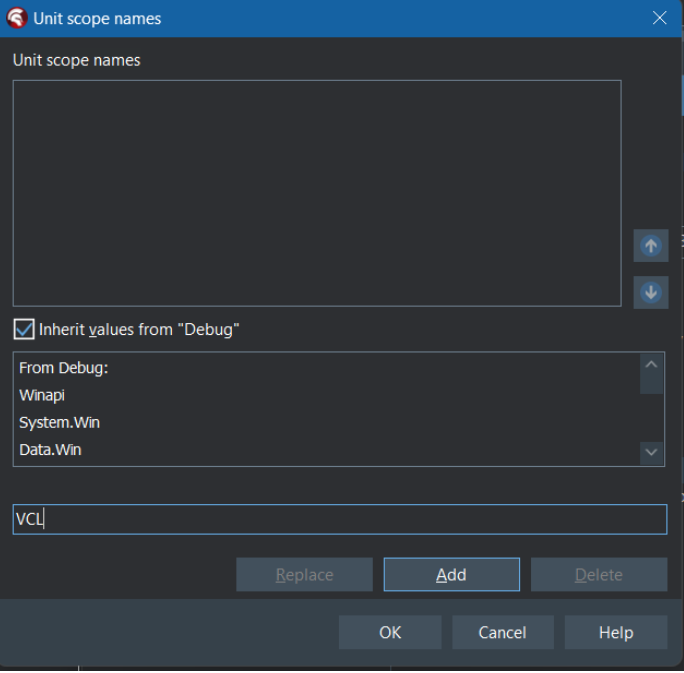 Unit scope names
Unit scope names
Inherit values from "Debug"
From Debug:
Winapi
System.Win
Data.Win
VCL
Replace Add Delete
OK Cancel Help